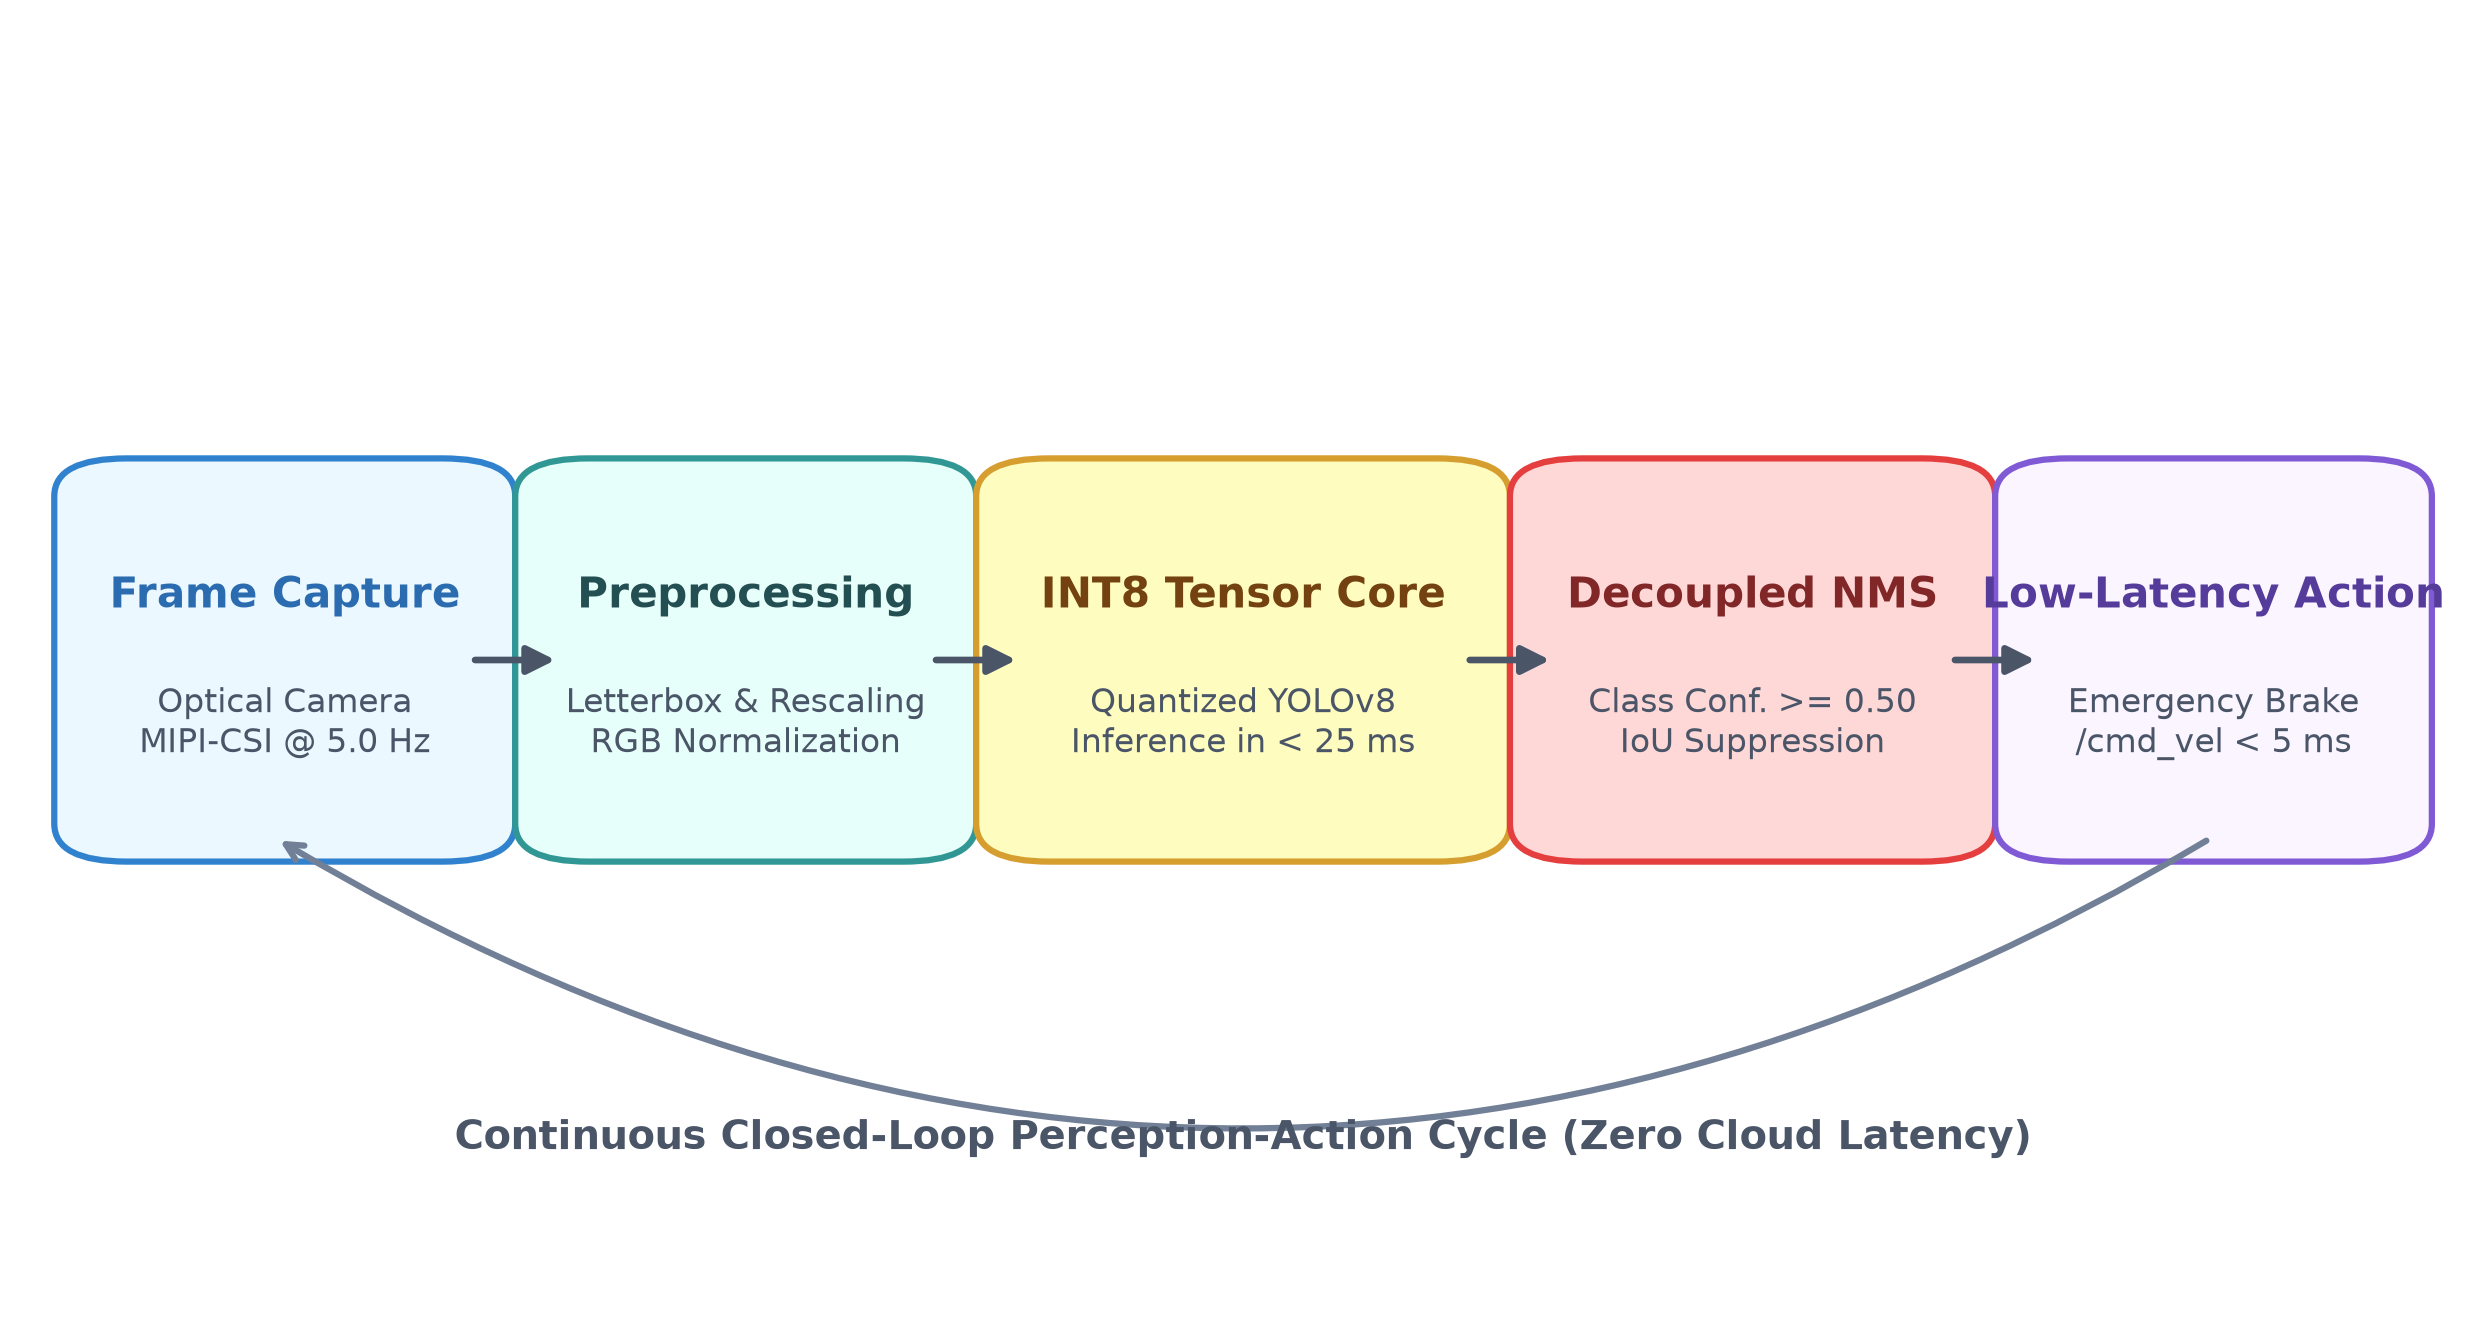 Frame Capture
Optical Camera
MIPI-CSI @ 5.0 Hz
Preprocessing
Letterbox & Rescaling
RGB Normalization
INT8 Tensor Core
Quantized YOLOv8
Inference in < 25 ms
Decoupled NMS
Class Conf. >= 0.50
IoU Suppression
Low-Latency Action
Emergency Brake
/cmd_vel < 5 ms
Continuous Closed-Loop Perception-Action Cycle (Zero Cloud Latency)